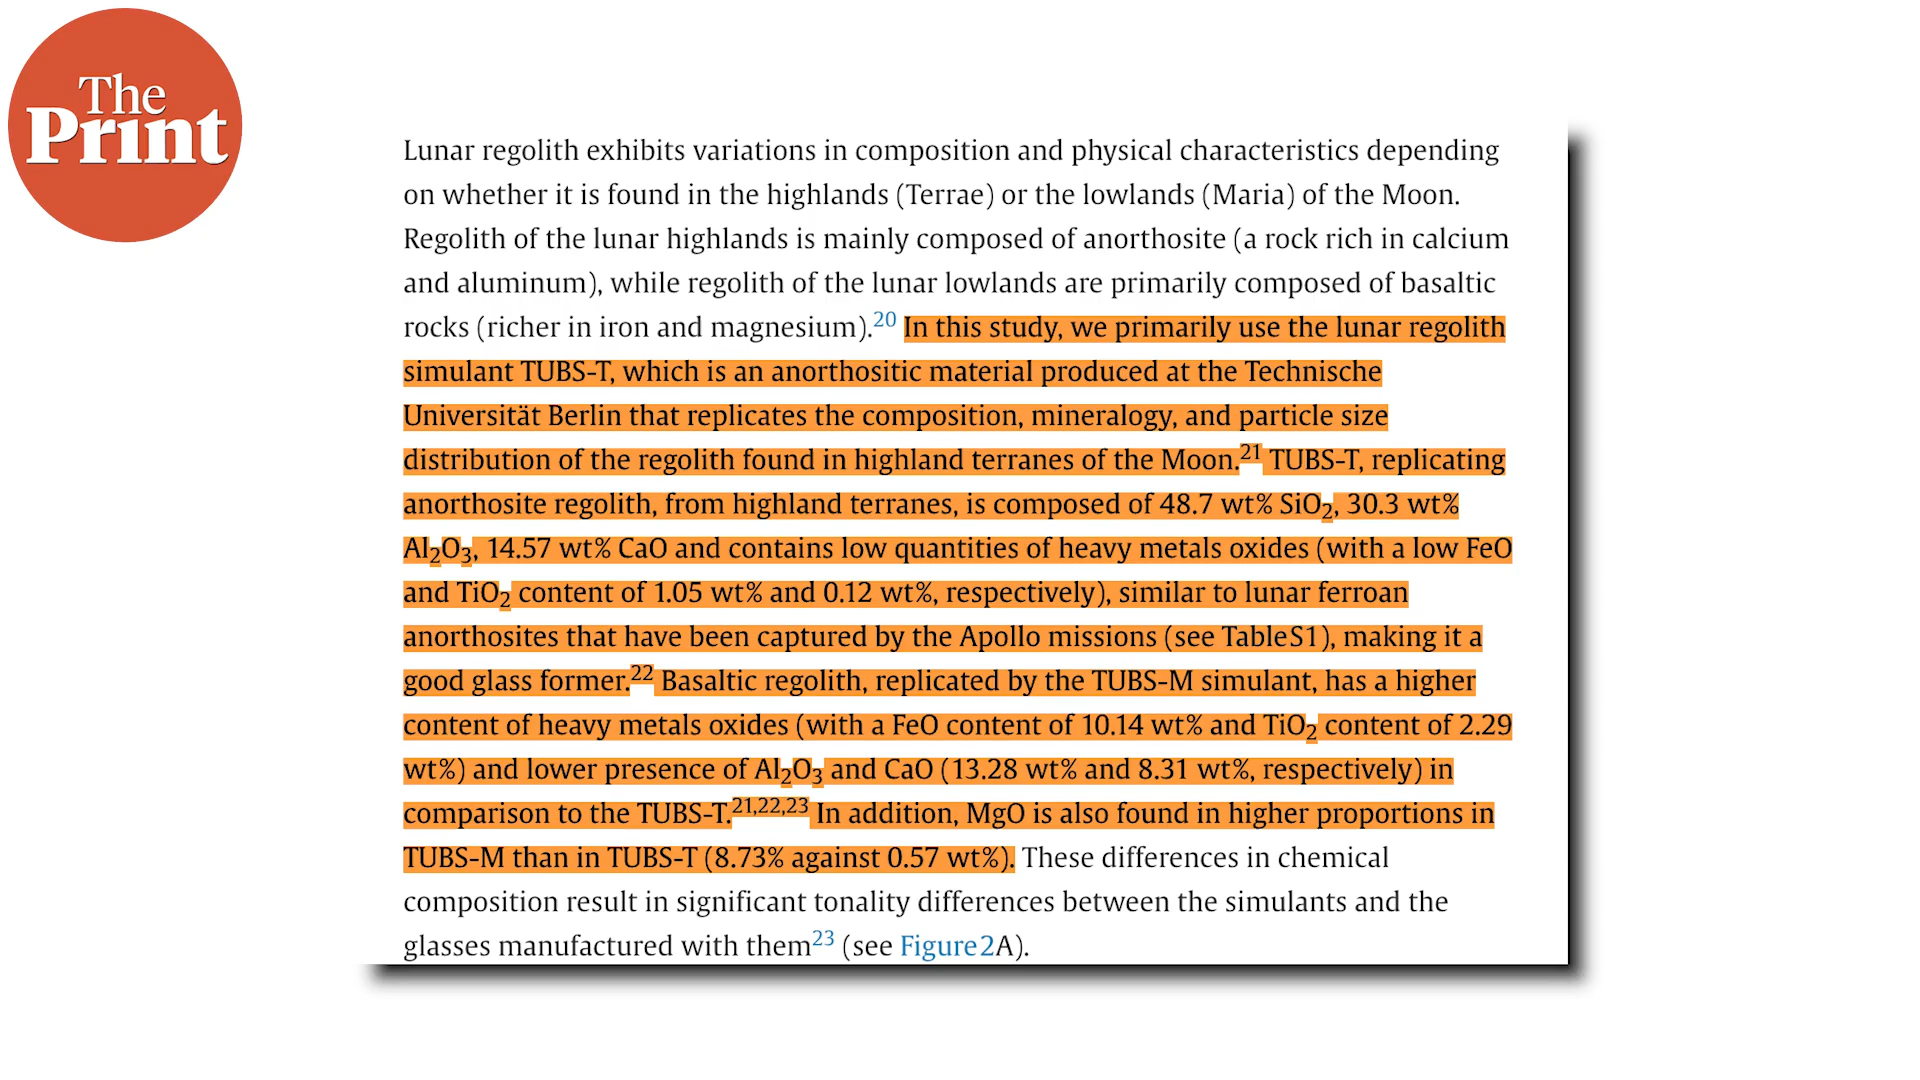 The
Print
Lunar regolith exhibits variations in composition and physical characteristics depending
on whether it is found in the highlands (Terrae) or the lowlands (Maria) of the Moon.
Regolith of the lunar highlands is mainly composed of anorthosite (a rock rich in calcium
and aluminum), while regolith of the lunar lowlands are primarily composed of basaltic
rocks (richer in iron and magnesium).20 In this study, we primarily use the lunar regolith
simulant TUBS-T, which is an anorthositic material produced at the Technische
Universität Berlin that replicates the composition, mineralogy, and particle size
distribution of the regolith found in highland terranes of the Moon.21 TUBS-T, replicating
anorthosite regolith, from highland terranes, is composed of 48.7 wt% SiO2, 30.3 wt%
Al2O3, 14.57 wt% CaO and contains low quantities of heavy metals oxides (with a low FeO
and TiO2 content of 1.05 wt% and 0.12 wt%, respectively), similar to lunar ferroan
anorthosites that have been captured by the Apollo missions (see Table S1), making it a
good glass former.22 Basaltic regolith, replicated by the TUBS-M simulant, has a higher
content of heavy metals oxides (with a FeO content of 10.14 wt% and TiO2 content of 2.29
wt%) and lower presence of Al2O3 and CaO (13.28 wt% and 8.31 wt%, respectively) in
comparison to the TUBS-T.21,22,23 In addition, MgO is also found in higher proportions in
TUBS-M than in TUBS-T (8.73% against 0.57 wt%). These differences in chemical
composition result in significant tonality differences between the simulants and the
glasses manufactured with them23 (see Figure 2A).